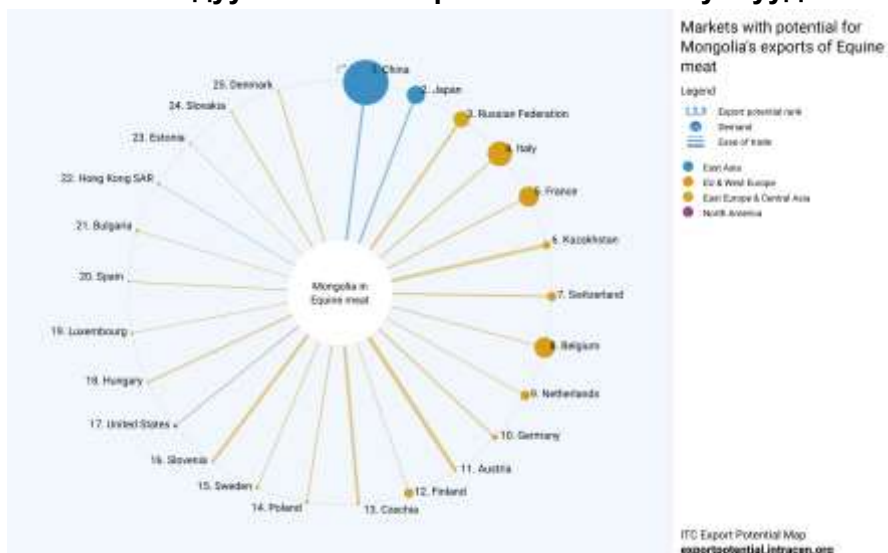 Markets with potential for
Mongolia's exports of Equine
meat
Legend
1,2,3 Export potential rank
Demand
Ease of trade
East Asia
EU & West Europe
East Europe & Central Asia
North America
1. China
2. Japan
3. Russian Federation
4. Italy
5. France
6. Kazakhstan
7. Switzerland
8. Belgium
9. Netherlands
10. Germany
11. Austria
12. Finland
13. Czechia
14. Poland
15. Sweden
16. Slovenia
17. United States
18. Hungary
19. Luxembourg
20. Spain
21. Bulgaria
22. Hong Kong SAR
23. Estonia
24. Slovakia
25. Denmark
Mongolia in
Equine meat
ITC Export Potential Map
exportpotential.intracen.org